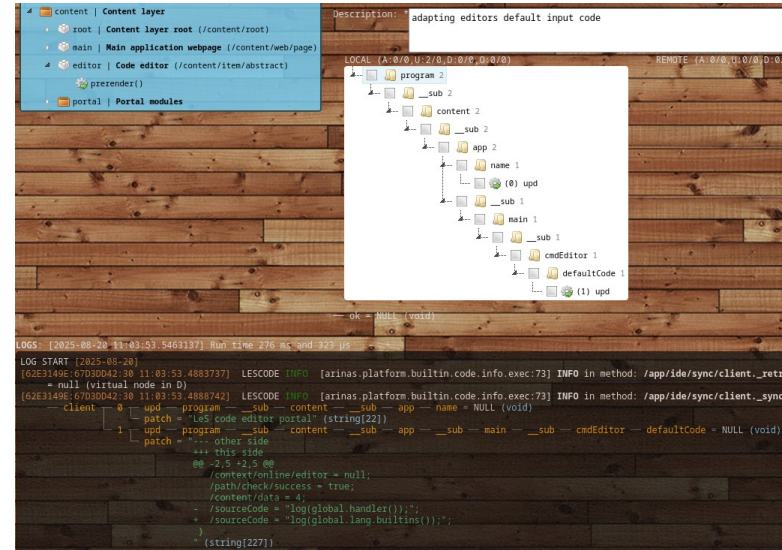 content | Content layer
root | Content layer root (/content/root)
main | Main application webpage (/content/web/page)
editor | Code editor (/content/item/abstract)
prerender()
portal | Portal modules
Description: *
adapting editors default input code
LOCAL (A:0/0,U:2/0,D:0/0,O:0/0)
REMOTE (A:0/0,U:0/0,D:0/
program 2
__sub 2
content 2
__sub 2
app 2
name 1
(0) upd
__sub 1
main 1
__sub 1
cmdEditor 1
defaultCode 1
(1) upd
ok = NULL (void)
LOGS: [2025-08-20 11:03:53.5463137] Run time 276 ms and 323 µs
LOG START [2025-08-20]
[62E3149E:67D3DD42:30 11:03:53.4883737] LESCODE INFO [arinas.platform.builtin.code.info.exec:73] INFO in method: /app/ide/sync/client._retr
= null (virtual node in D)
[62E3149E:67D3DD42:30 11:03:53.4888742] LESCODE INFO [arinas.platform.builtin.code.info.exec:73] INFO in method: /app/ide/sync/client._sync
client 0 upd program __sub content __sub app name = NULL (void)
patch = "LeS code editor portal" (string[22])
1 upd program __sub content __sub app __sub main __sub cmdEditor defaultCode = NULL (void)
patch = "--- other side
+++ this side
@@ -2,5 +2,5 @@
/context/online/editor = null;
/path/check/success = true;
/content/data = 4;
- /sourceCode = "log(global.handler());";
+ /sourceCode = "log(global.lang.builtins());";
)
" (string[227])